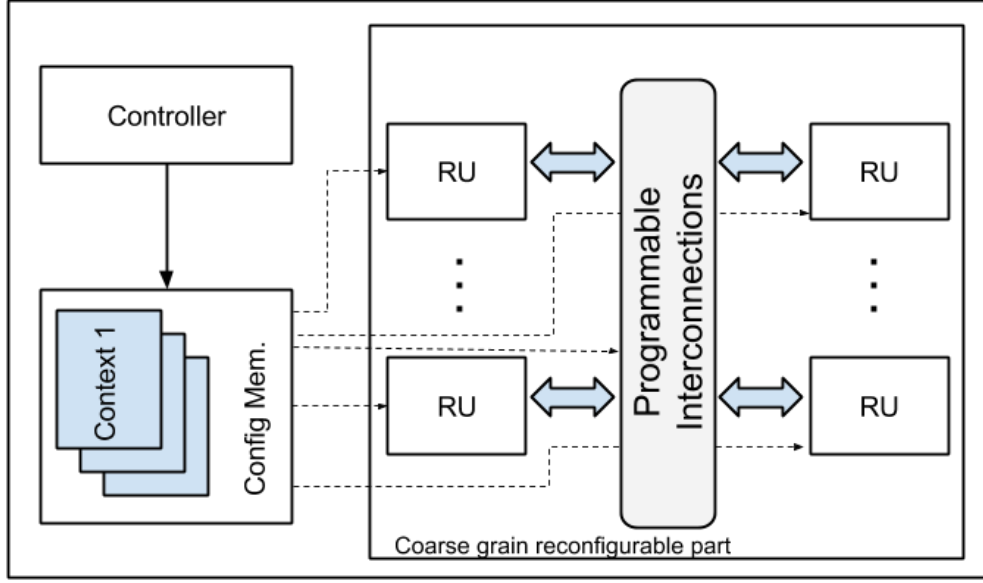 Controller
RU
RU
Programmable
Interconnections
Context 1
Config Mem.
RU
RU
Coarse grain reconfigurable part